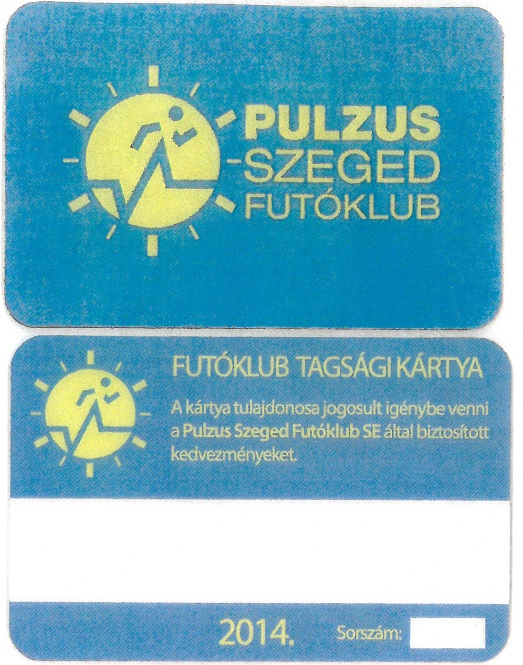 PULZUS
SZEGED
FUTÓKLUB
FUTÓKLUB TAGSÁGI KÁRTYA
A kártya tulajdonosa jogosult igénybe venni
a Pulzus Szeged Futóklub SE által biztosított
kedvezményeket.
2014.
Sorszám: